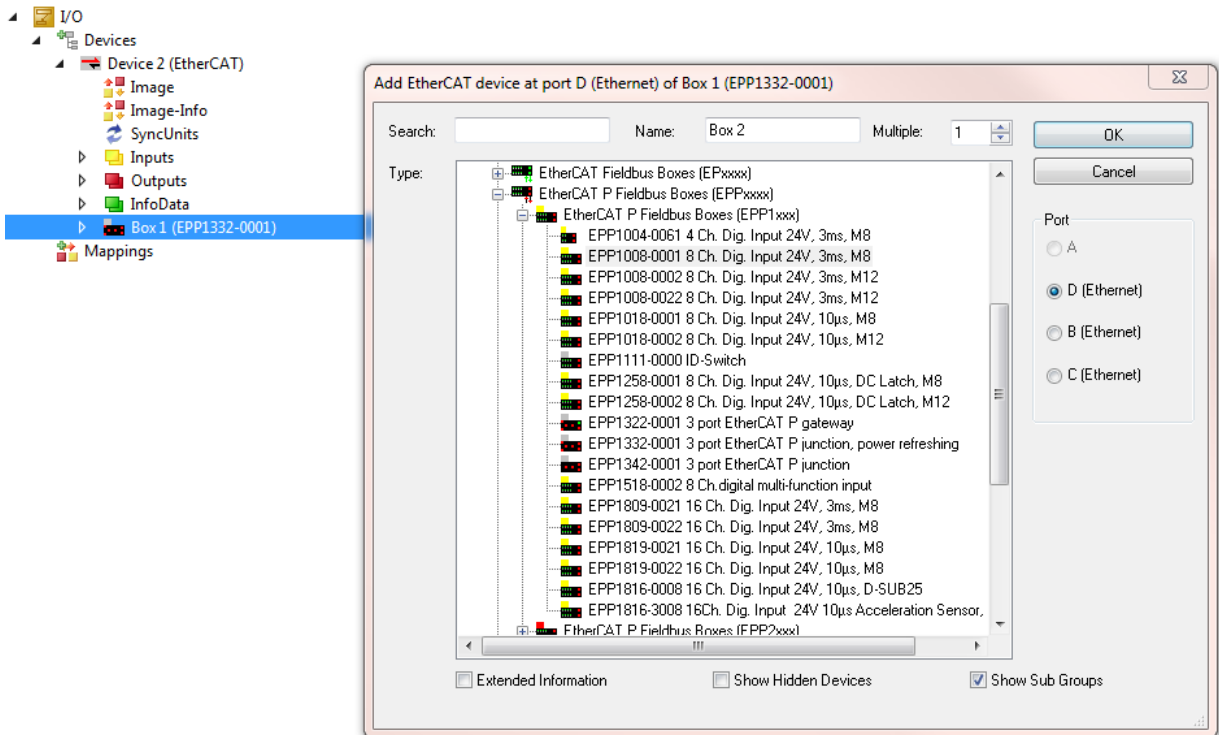 I/O
Devices
Device 2 (EtherCAT)
Image
Image-Info
SyncUnits
Inputs
Outputs
InfoData
Box 1 (EPP1332-0001)
Mappings
Add EtherCAT device at port D (Ethernet) of Box 1 (EPP1332-0001)
Search: Name: Box 2 Multiple: 1 OK
Type: Cancel
EtherCAT Fieldbus Boxes (EPxxxx)
EtherCAT P Fieldbus Boxes (EPPxxxx)
EtherCAT P Fieldbus Boxes (EPP1xxx)
EPP1004-0061 4 Ch. Dig. Input 24V, 3ms, M8
EPP1008-0001 8 Ch. Dig. Input 24V, 3ms, M8
EPP1008-0002 8 Ch. Dig. Input 24V, 3ms, M12
EPP1008-0022 8 Ch. Dig. Input 24V, 3ms, M12
EPP1018-0001 8 Ch. Dig. Input 24V, 10µs, M8
EPP1018-0002 8 Ch. Dig. Input 24V, 10µs, M12
EPP1111-0000 ID-Switch
EPP1258-0001 8 Ch. Dig. Input 24V, 10µs, DC Latch, M8
EPP1258-0002 8 Ch. Dig. Input 24V, 10µs, DC Latch, M12
EPP1322-0001 3 port EtherCAT P gateway
EPP1332-0001 3 port EtherCAT P junction, power refreshing
EPP1342-0001 3 port EtherCAT P junction
EPP1518-0002 8 Ch.digital multi-function input
EPP1809-0021 16 Ch. Dig. Input 24V, 3ms, M8
EPP1809-0022 16 Ch. Dig. Input 24V, 3ms, M8
EPP1819-0021 16 Ch. Dig. Input 24V, 10µs, M8
EPP1819-0022 16 Ch. Dig. Input 24V, 10µs, M8
EPP1816-0008 16 Ch. Dig. Input 24V, 10µs, D-SUB25
EPP1816-3008 16Ch. Dig. Input 24V 10µs Acceleration Sensor,
EtherCAT P Fieldbus Boxes (EPP2xxx)
Port
A
D (Ethernet)
B (Ethernet)
C (Ethernet)
Extended Information Show Hidden Devices Show Sub Groups